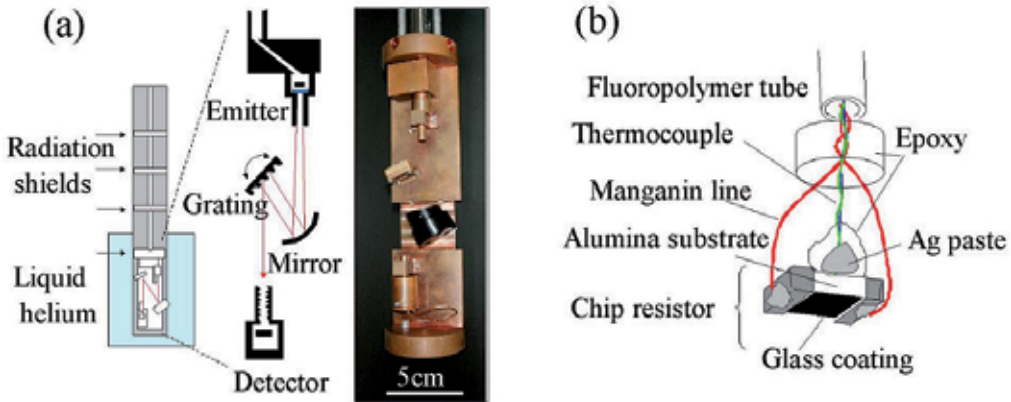 (a)
Emitter
Radiation
shields
Grating
Mirror
Liquid
helium
Detector
5cm
(b)
Fluoropolymer tube
Thermocouple
Epoxy
Manganin line
Alumina substrate
Ag paste
Chip resistor
Glass coating